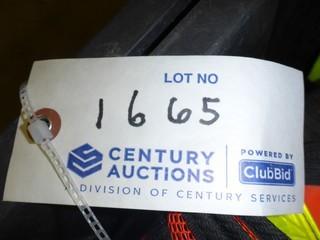 LOT NO
1665
CENTURY
AUCTIONS
POWERED BY
ClubBid
DIVISION OF CENTURY SERVICES